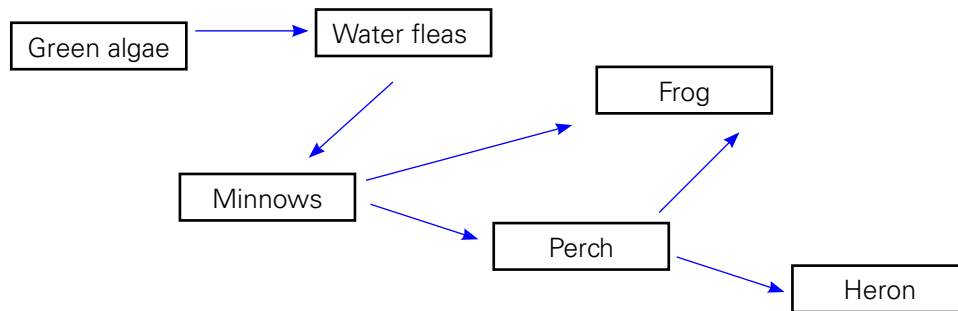 Green algae
Water fleas
Frog
Minnows
Perch
Heron